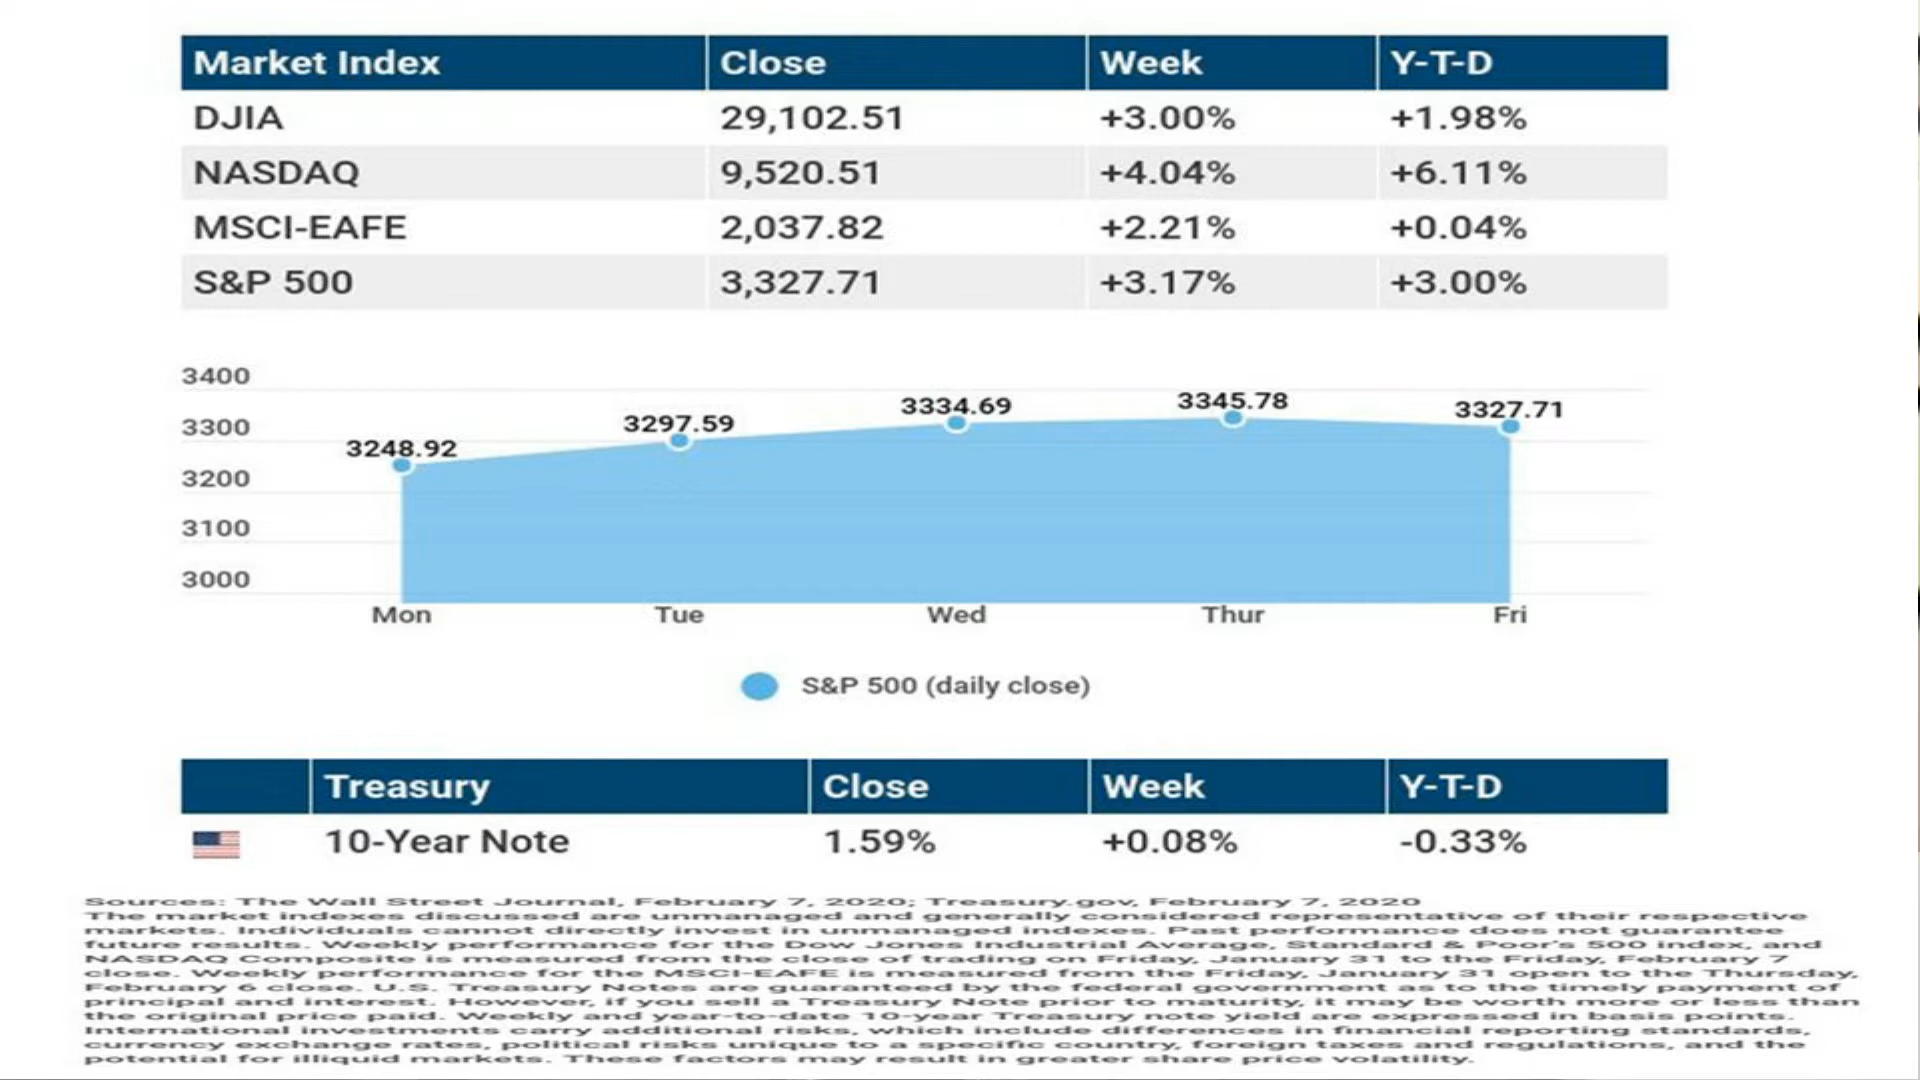 Market Index Close Week Y-T-D
DJIA 29,102.51 +3.00% +1.98%
NASDAQ 9,520.51 +4.04% +6.11%
MSCI-EAFE 2,037.82 +2.21% +0.04%
S&P 500 3,327.71 +3.17% +3.00%
3400
3300
3200
3100
3000
3248.92 3297.59 3334.69 3345.78 3327.71
Mon Tue Wed Thur Fri
S&P 500 (daily close)
Treasury Close Week Y-T-D
10-Year Note 1.59% +0.08% -0.33%
Sources: The Wall Street Journal, February 7, 2020; Treasury.gov, February 7, 2020
The market indexes discussed are unmanaged and generally considered representative of their respective
markets. Individuals cannot directly invest in unmanaged indexes. Past performance does not guarantee
future results. Weekly performance for the Dow Jones Industrial Average, Standard & Poor's 500 index, and
NASDAQ Composite is measured from the close of trading on Friday, January 31 to the Friday, February 7
close. Weekly performance for the MSCI-EAFE is measured from the Friday, January 31 open to the Thursday,
February 6 close. U.S. Treasury Notes are guaranteed by the federal government as to the timely payment of
principal and interest. However, if you sell a Treasury Note prior to maturity, it may be worth more or less than
the original price paid. Weekly and year-to-date 10-year Treasury note yield are expressed in basis points.
International investments carry additional risks, which include differences in financial reporting standards,
currency exchange rates, political risks unique to a specific country, foreign taxes and regulations, and the
potential for illiquid markets. These factors may result in greater share price volatility.